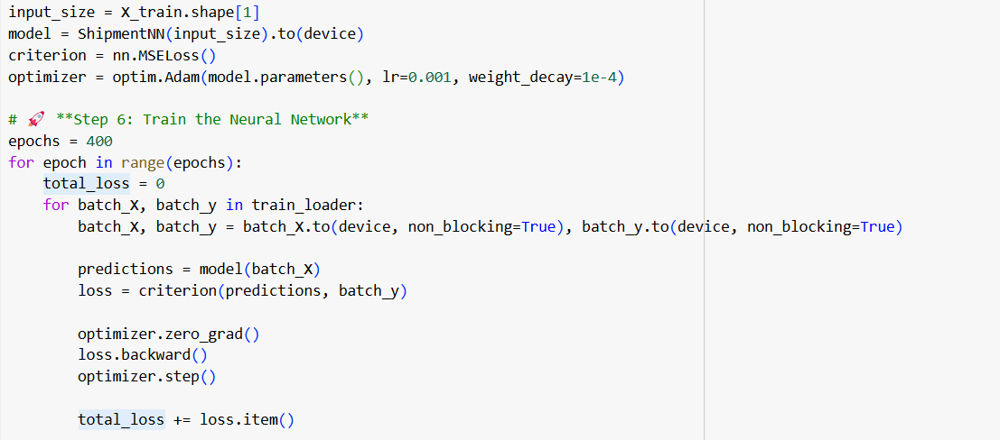 input_size = X_train.shape[1]
model = ShipmentNN(input_size).to(device)
criterion = nn.MSELoss()
optimizer = optim.Adam(model.parameters(), lr=0.001, weight_decay=1e-4)
# 🚀 **Step 6: Train the Neural Network**
epochs = 400
for epoch in range(epochs):
    total_loss = 0
    for batch_X, batch_y in train_loader:
        batch_X, batch_y = batch_X.to(device, non_blocking=True), batch_y.to(device, non_blocking=True)
        predictions = model(batch_X)
        loss = criterion(predictions, batch_y)
        optimizer.zero_grad()
        loss.backward()
        optimizer.step()
        total_loss += loss.item()